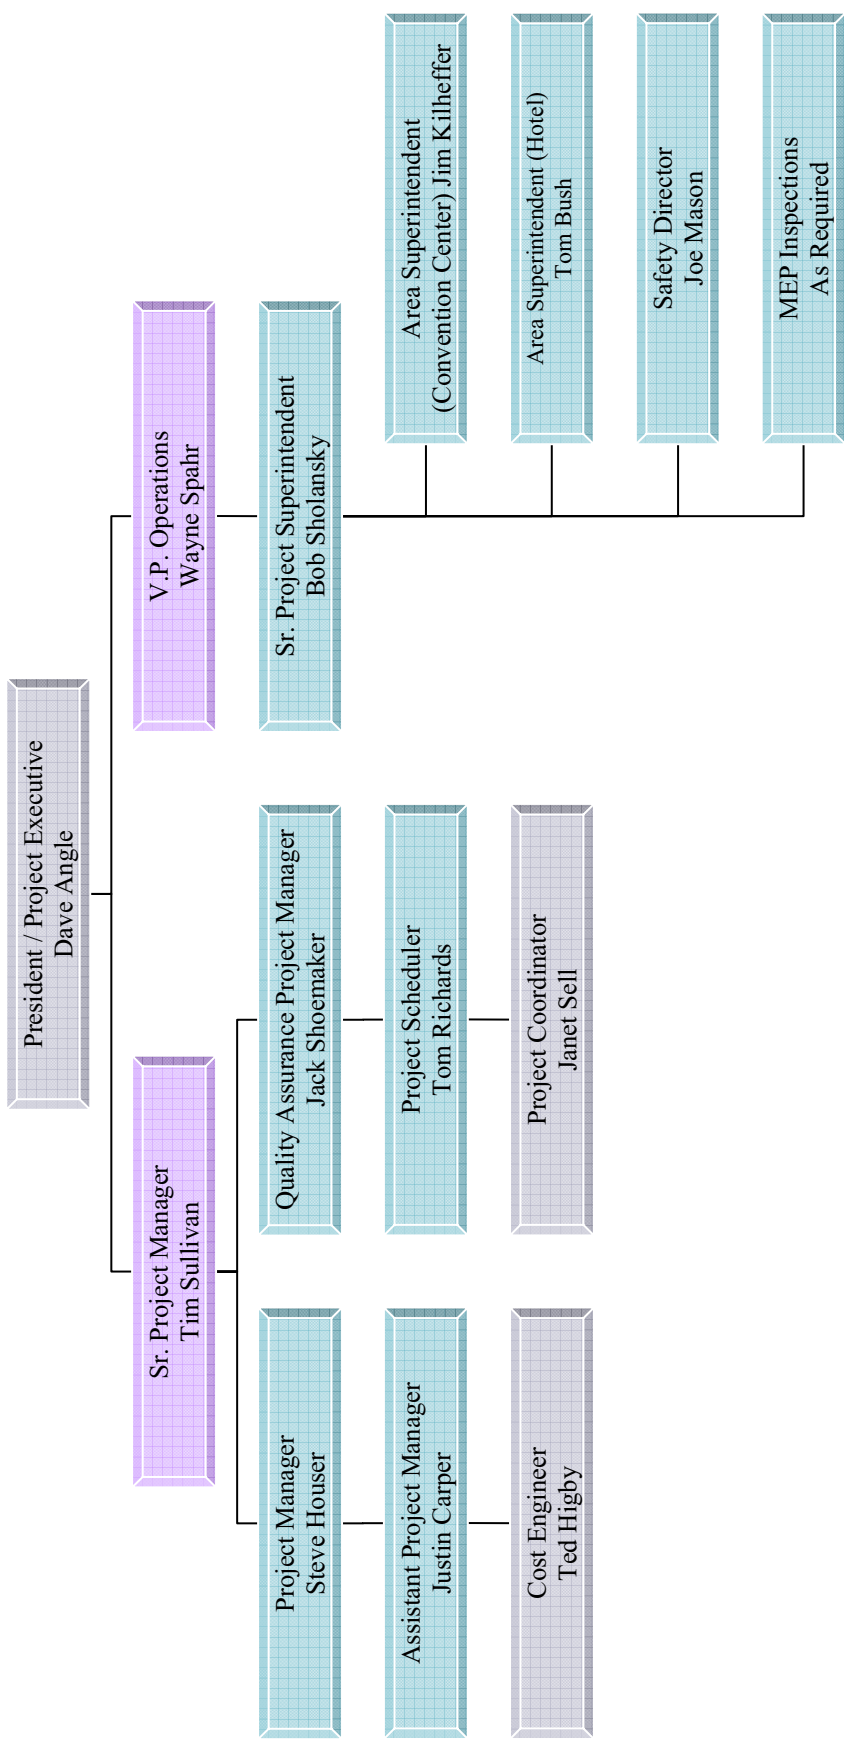 President / Project Executive
Dave Angle
Sr. Project Manager
Tim Sullivan
V.P. Operations
Wayne Spahr
Project Manager
Steve Houser
Quality Assurance Project Manager
Jack Shoemaker
Sr. Project Superintendent
Bob Sholansky
Assistant Project Manager
Justin Carper
Project Scheduler
Tom Richards
Area Superintendent
(Convention Center) Jim Kilheffer
Cost Engineer
Ted Higby
Project Coordinator
Janet Sell
Area Superintendent (Hotel)
Tom Bush
Safety Director
Joe Mason
MEP Inspections
As Required